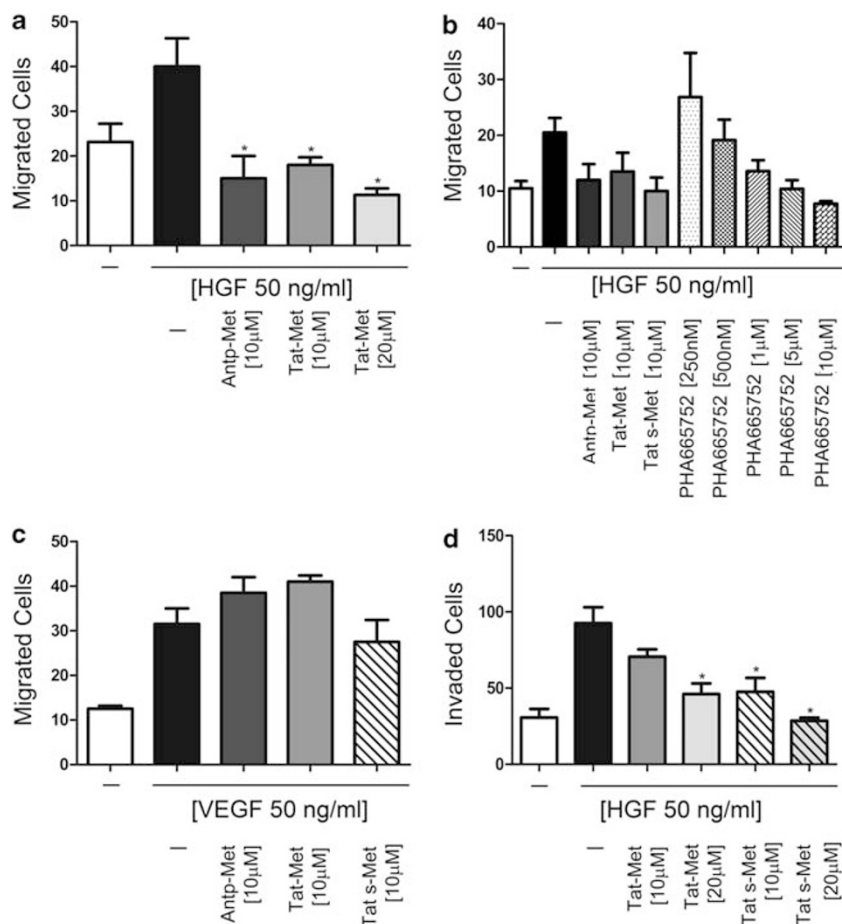 a
Migrated Cells
50
40
30
20
10
0
*
*
*
—
[HGF 50 ng/ml]
—
Antp-Met [10µM]
Tat-Met [10µM]
Tat-Met [20µM]
b
Migrated Cells
40
30
20
10
0
—
[HGF 50 ng/ml]
—
Antp-Met [10µM]
Tat-Met [10µM]
Tat s-Met [10µM]
PHA665752 [250nM]
PHA665752 [500nM]
PHA665752 [1µM]
PHA665752 [5µM]
PHA665752 [10µM]
c
Migrated Cells
50
40
30
20
10
0
—
[VEGF 50 ng/ml]
—
Antp-Met [10µM]
Tat-Met [10µM]
Tat s-Met [10µM]
d
Invaded Cells
150
100
50
0
*
*
*
—
[HGF 50 ng/ml]
—
Tat-Met [10µM]
Tat-Met [20µM]
Tat s-Met [10µM]
Tat s-Met [20µM]